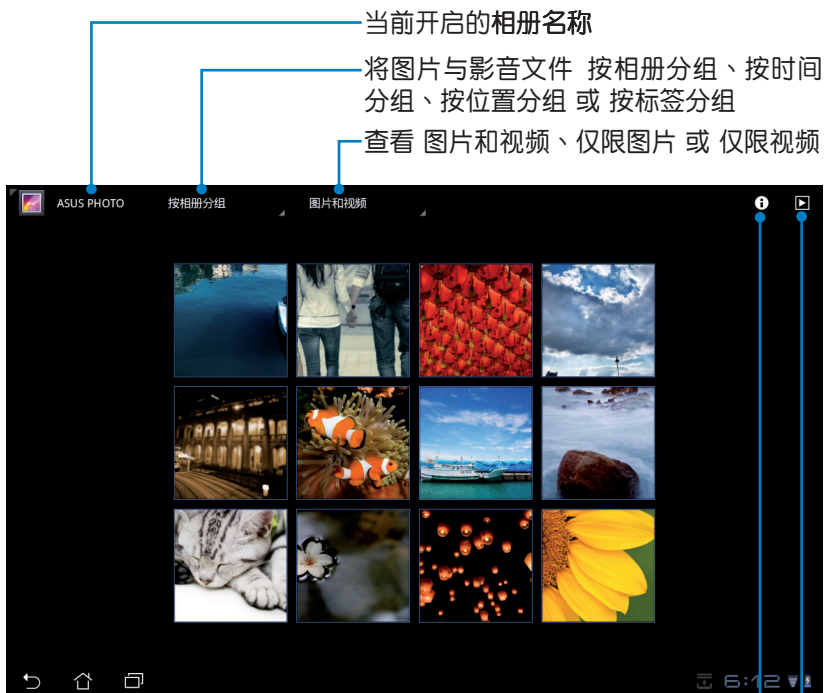 当前开启的相册名称
将图片与影音文件 按相册分组、按时间
分组、按位置分组 或 按标签分组
查看 图片和视频、仅限图片 或 仅限视频
ASUS PHOTO 按相册分组 图片和视频
6:12